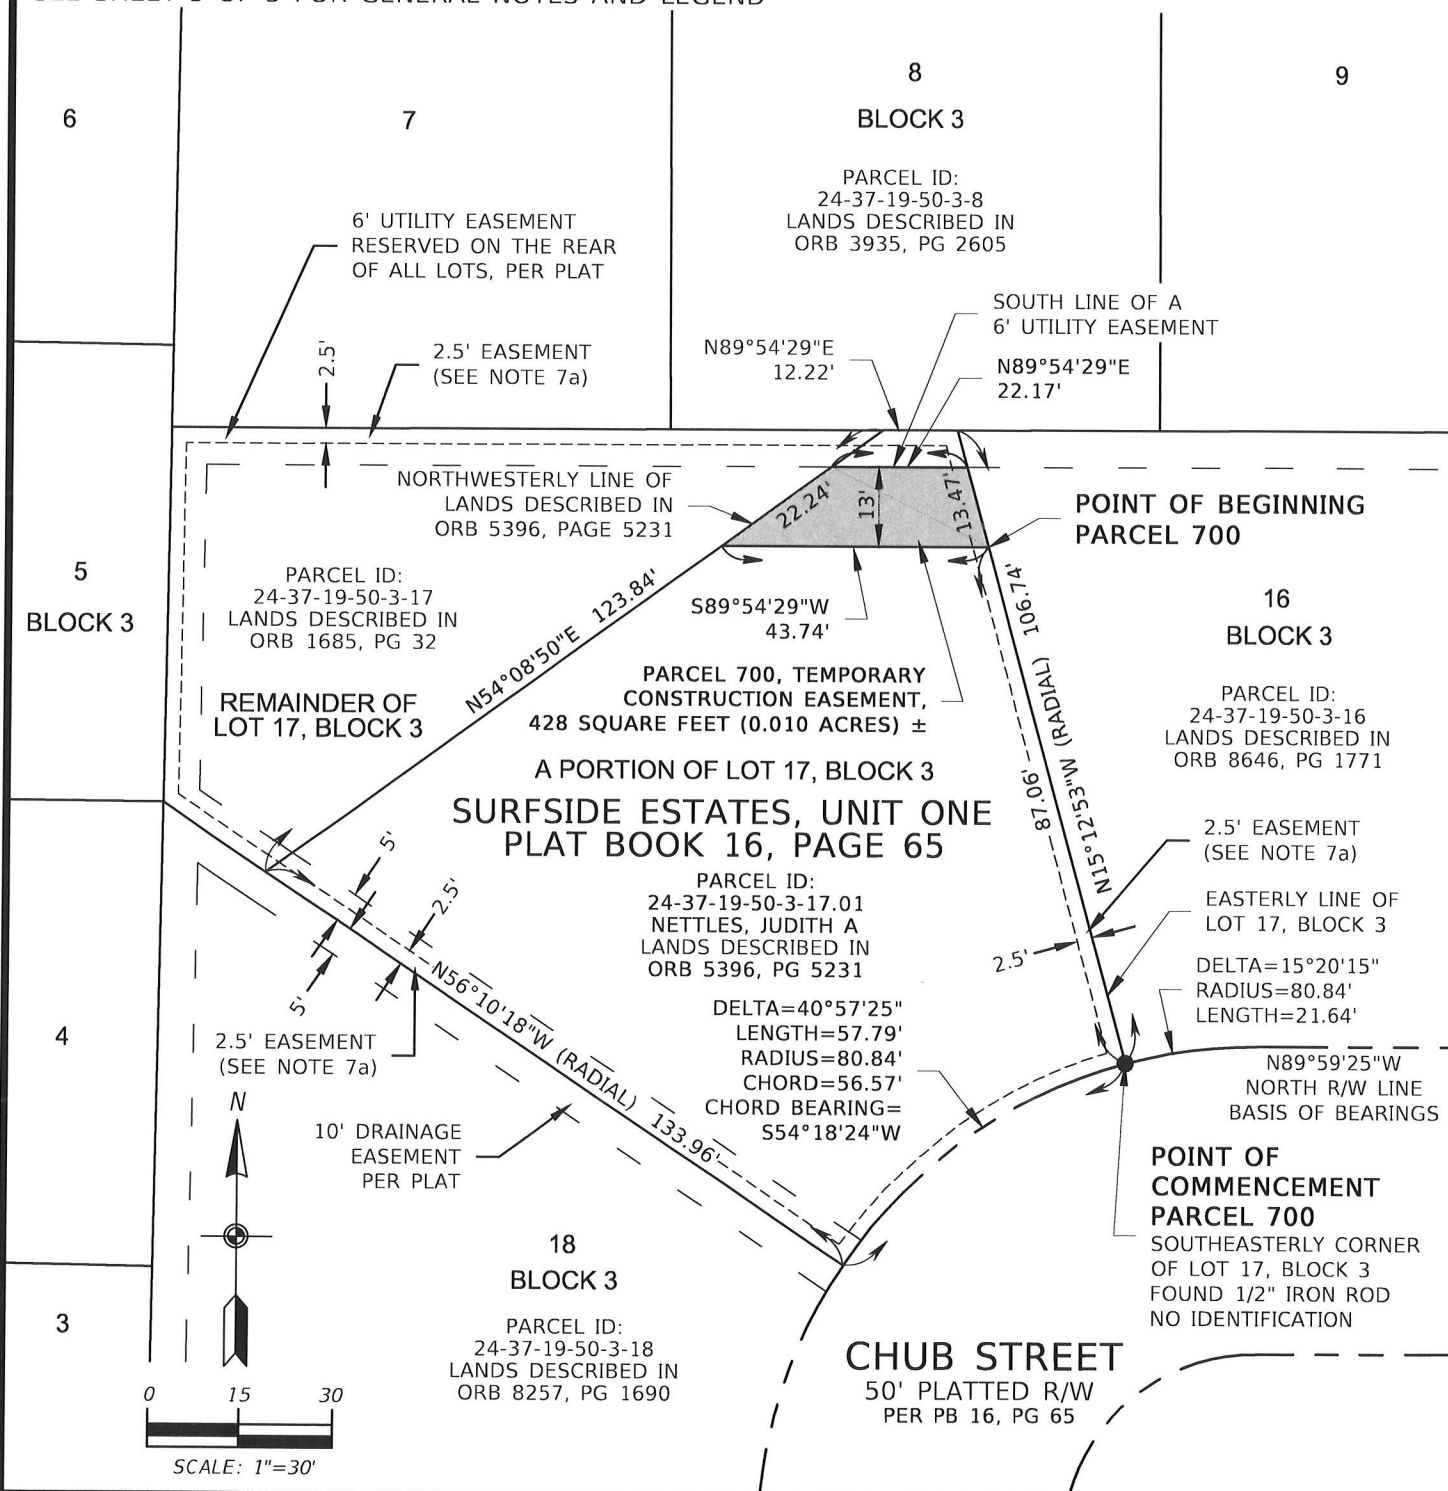 6
7
8
BLOCK 3
9
PARCEL ID:
24-37-19-50-3-8
LANDS DESCRIBED IN
ORB 3935, PG 2605
6' UTILITY EASEMENT
RESERVED ON THE REAR
OF ALL LOTS, PER PLAT
SOUTH LINE OF A
6' UTILITY EASEMENT
2.5'
2.5' EASEMENT
(SEE NOTE 7a)
N89°54'29"E
12.22'
N89°54'29"E
22.17'
NORTHWESTERLY LINE OF
LANDS DESCRIBED IN
ORB 5396, PAGE 5231
22.24'
13'
13.47'
POINT OF BEGINNING
PARCEL 700
5
BLOCK 3
PARCEL ID:
24-37-19-50-3-17
LANDS DESCRIBED IN
ORB 1685, PG 32
N54°08'50"E 123.84'
S89°54'29"W
43.74'
16
BLOCK 3
REMAINDER OF
LOT 17, BLOCK 3
PARCEL 700, TEMPORARY
CONSTRUCTION EASEMENT,
428 SQUARE FEET (0.010 ACRES) ±
N15°12'53"W (RADIAL) 106.74'
87.06'
PARCEL ID:
24-37-19-50-3-16
LANDS DESCRIBED IN
ORB 8646, PG 1771
A PORTION OF LOT 17, BLOCK 3
SURFSIDE ESTATES, UNIT ONE
PLAT BOOK 16, PAGE 65
PARCEL ID:
24-37-19-50-3-17.01
NETTLES, JUDITH A
LANDS DESCRIBED IN
ORB 5396, PG 5231
2.5' EASEMENT
(SEE NOTE 7a)
EASTERLY LINE OF
LOT 17, BLOCK 3
2.5'
5'
2.5'
5'
N56°10'18"W (RADIAL) 133.96'
DELTA=15°20'15"
RADIUS=80.84'
LENGTH=21.64'
DELTA=40°57'25"
LENGTH=57.79'
RADIUS=80.84'
CHORD=56.57'
CHORD BEARING=
S54°18'24"W
4
2.5' EASEMENT
(SEE NOTE 7a)
N89°59'25"W
NORTH R/W LINE
BASIS OF BEARINGS
N
10' DRAINAGE
EASEMENT
PER PLAT
POINT OF
COMMENCEMENT
PARCEL 700
SOUTHEASTERLY CORNER
OF LOT 17, BLOCK 3
FOUND 1/2" IRON ROD
NO IDENTIFICATION
18
BLOCK 3
3
PARCEL ID:
24-37-19-50-3-18
LANDS DESCRIBED IN
ORB 8257, PG 1690
CHUB STREET
50' PLATTED R/W
PER PB 16, PG 65
0 15 30
SCALE: 1"=30'